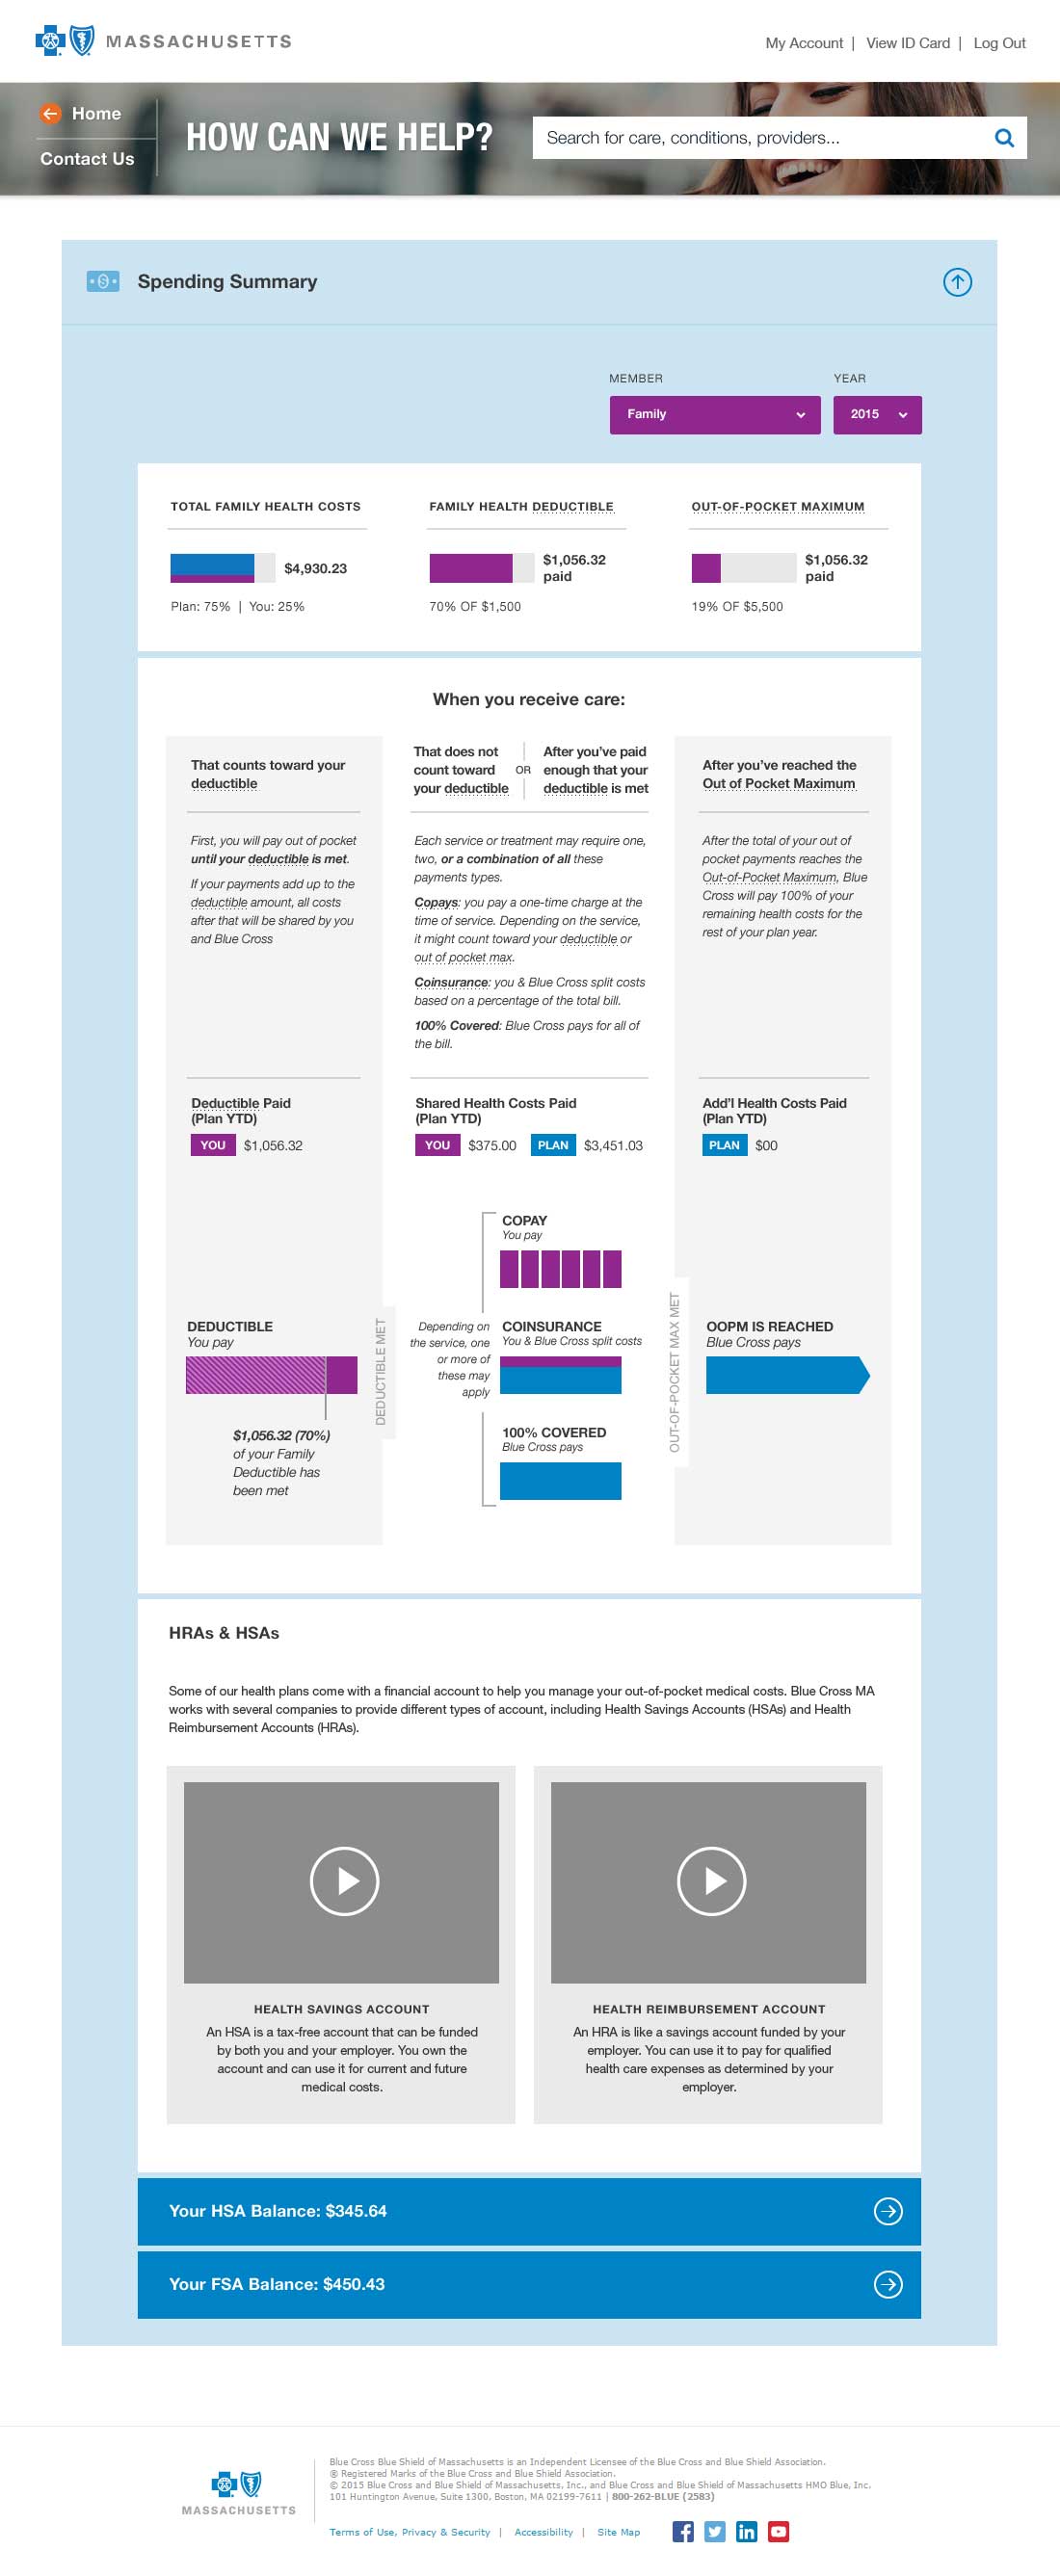 MASSACHUSETTS
My Account | View ID Card | Log Out
Home
Contact Us
HOW CAN WE HELP?
Search for care, conditions, providers...
Spending Summary
MEMBER
YEAR
Family
2015
TOTAL FAMILY HEALTH COSTS
$4,930.23
Plan: 75% | You: 25%
FAMILY HEALTH DEDUCTIBLE
$1,056.32
paid
70% OF $1,500
OUT-OF-POCKET MAXIMUM
$1,056.32
paid
19% OF $5,500
When you receive care:
That counts toward your
deductible
First, you will pay out of pocket
until your deductible is met.
If your payments add up to the
deductible amount, all costs
after that will be shared by you
and Blue Cross
Deductible Paid
(Plan YTD)
YOU $1,056.32
DEDUCTIBLE
You pay
$1,056.32 (70%)
of your Family
Deductible has
been met
DEDUCTIBLE MET
That does not
count toward
your deductible
OR
After you've paid
enough that your
deductible is met
Each service or treatment may require one,
two, or a combination of all these
payments types.
Copays: you pay a one-time charge at the
time of service. Depending on the service,
it might count toward your deductible or
out of pocket max.
Coinsurance: you & Blue Cross split costs
based on a percentage of the total bill.
100% Covered: Blue Cross pays for all of
the bill.
Shared Health Costs Paid
(Plan YTD)
YOU $375.00 PLAN $3,451.03
COPAY
You pay
Depending on
the service, one
or more of
these may
apply
COINSURANCE
You & Blue Cross split costs
100% COVERED
Blue Cross pays
OUT-OF-POCKET MAX MET
After you've reached the
Out of Pocket Maximum
After the total of your out of
pocket payments reaches the
Out-of-Pocket Maximum, Blue
Cross will pay 100% of your
remaining health costs for the
rest of your plan year.
Add'l Health Costs Paid
(Plan YTD)
PLAN $00
OOPM IS REACHED
Blue Cross pays
HRAs & HSAs
Some of our health plans come with a financial account to help you manage your out-of-pocket medical costs. Blue Cross MA
works with several companies to provide different types of account, including Health Savings Accounts (HSAs) and Health
Reimbursement Accounts (HRAs).
HEALTH SAVINGS ACCOUNT
An HSA is a tax-free account that can be funded
by both you and your employer. You own the
account and can use it for current and future
medical costs.
HEALTH REIMBURSEMENT ACCOUNT
An HRA is like a savings account funded by your
employer. You can use it to pay for qualified
health care expenses as determined by your
employer.
Your HSA Balance: $345.64
Your FSA Balance: $450.43
MASSACHUSETTS
Blue Cross Blue Shield of Massachusetts is an Independent Licensee of the Blue Cross and Blue Shield Association.
® Registered Marks of the Blue Cross and Blue Shield Association.
© 2015 Blue Cross and Blue Shield of Massachusetts, Inc., and Blue Cross and Blue Shield of Massachusetts HMO Blue, Inc.
101 Huntington Avenue, Suite 1300, Boston, MA 02199-7611 | 800-262-BLUE (2583)
Terms of Use, Privacy & Security | Accessibility | Site Map